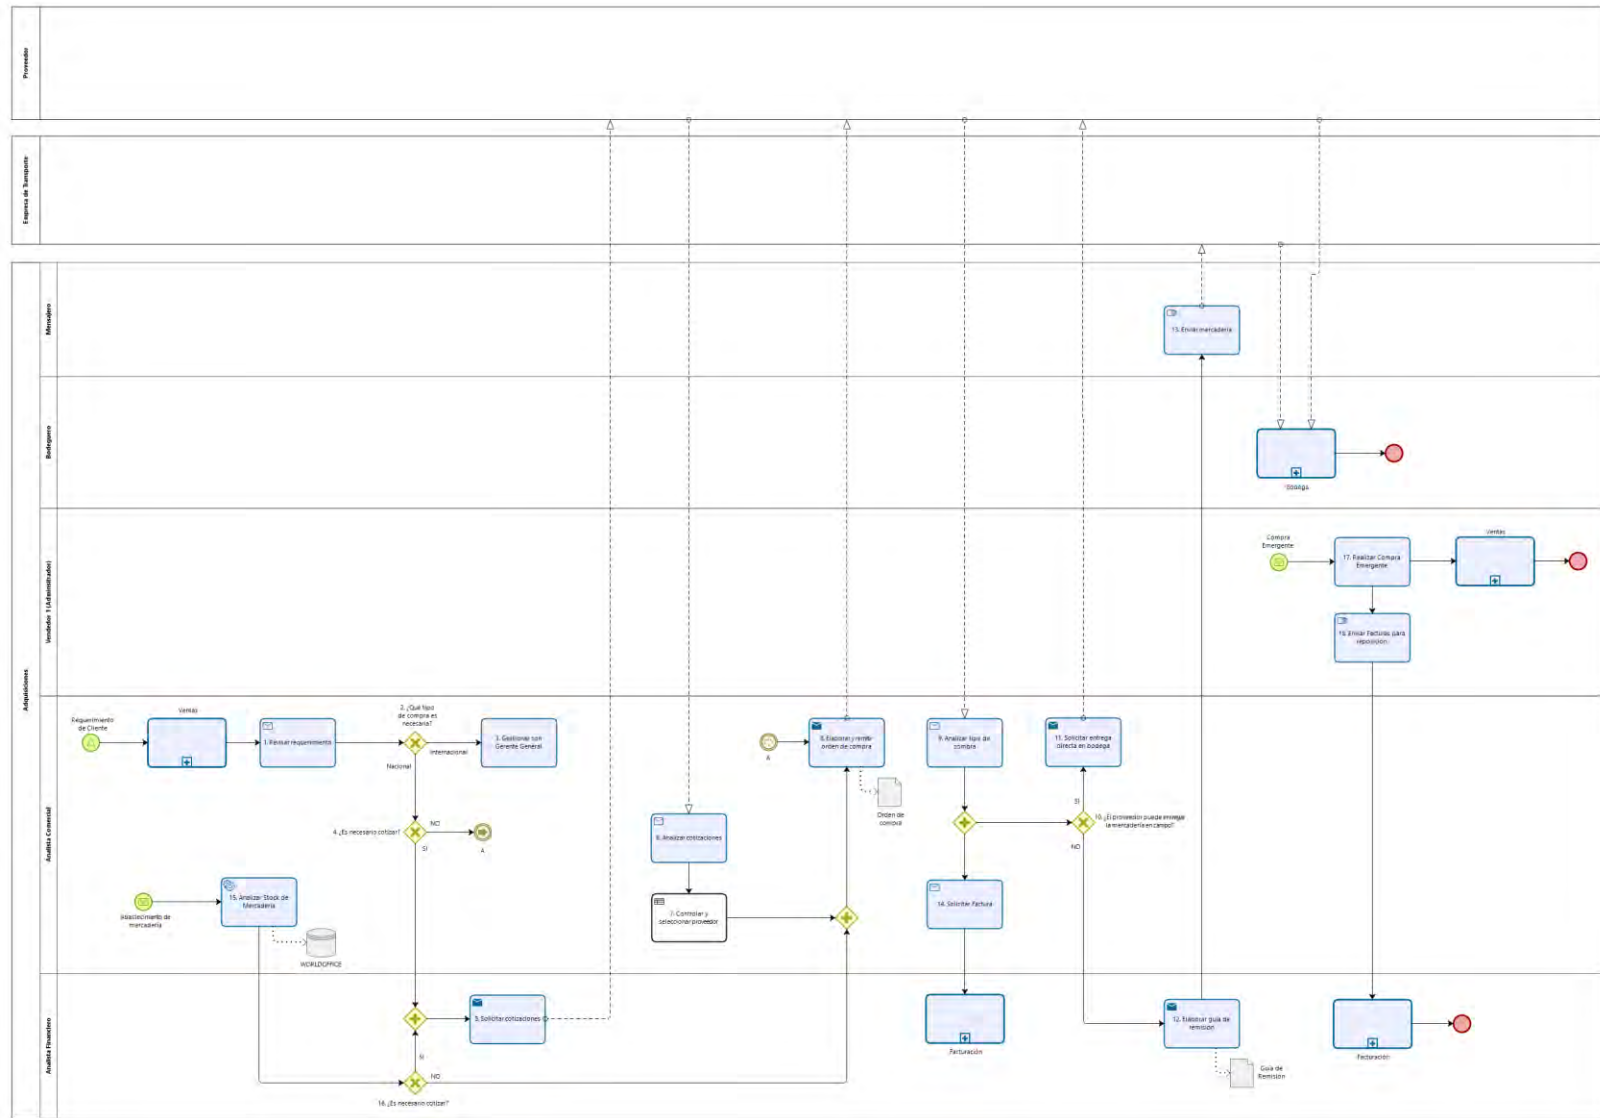 Proveedor
Empresa de Transporte
Adquisiciones
Mensajero
13. Enviar mercadería
Bodeguero
Bodega
Vendedor 1 (Administrador)
Compra
Emergente
17. Realizar Compra
Emergente
Ventas
18. Enviar Facturas para
reposición
Analista Comercial
Requerimiento
de Cliente
Ventas
1. Revisar requerimiento
2. ¿Qué tipo
de compra es
necesaria?
Internacional
Nacional
3. Gestionar con
Gerente General
4. ¿Es necesario cotizar?
NO
SI
A
A
8. Elaborar y remitir
orden de compra
Orden de
compra
9. Analizar tipo de
compra
11. Solicitar entrega
directa en bodega
SI
10. ¿El proveedor puede entregar
la mercadería en campo?
NO
6. Analizar cotizaciones
7. Controlar y
seleccionar proveedor
14. Solicitar Factura
Abastecimiento de
mercadería
15. Analizar Stock de
Mercadería
WORLDOFFICE
Analista Financiero
5. Solicitar cotizaciones
SI
NO
16. ¿Es necesario cotizar?
Facturación
12. Elaborar guía de
remisión
Guía de
Remisión
Facturación